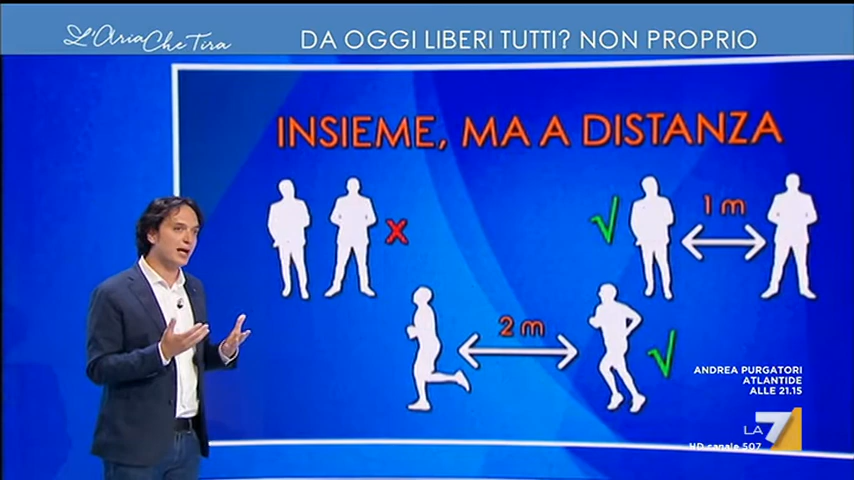 L'Aria Che Tira
DA OGGI LIBERI TUTTI? NON PROPRIO
INSIEME, MA A DISTANZA
X
√
1 m
2 m
√
ANDREA PURGATORI
ATLANTIDE
ALLE 21.15
LA 7
HD canale 507